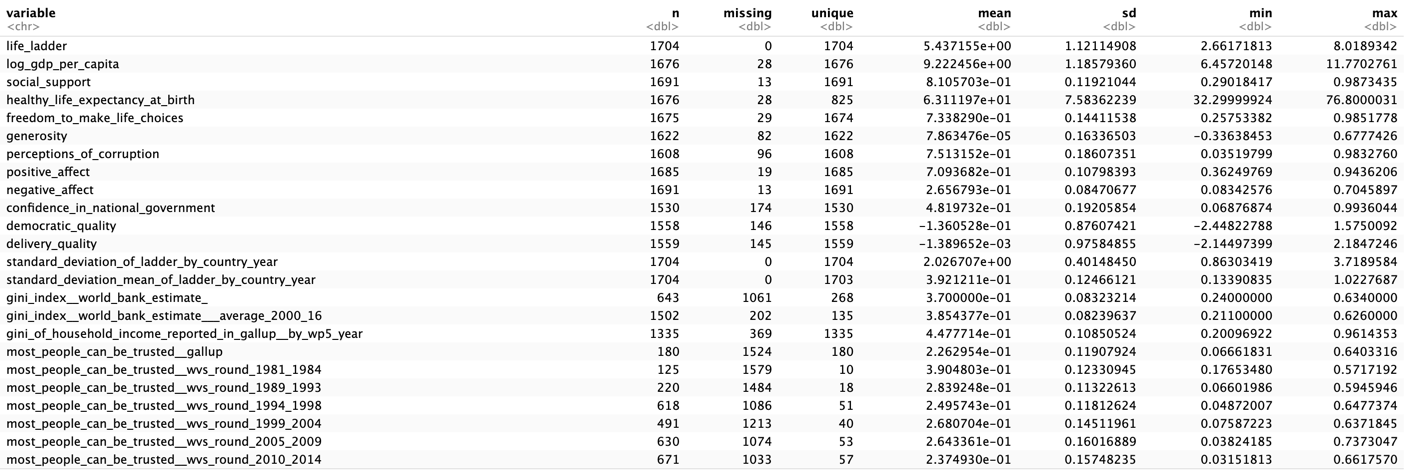 variable n missing unique mean sd min max
<chr> <dbl> <dbl> <dbl> <dbl> <dbl> <dbl> <dbl>
life_ladder 1704 0 1704 5.437155e+00 1.12114908 2.66171813 8.0189342
log_gdp_per_capita 1676 28 1676 9.222456e+00 1.18579360 6.45720148 11.7702761
social_support 1691 13 1691 8.105703e-01 0.11921044 0.29018417 0.9873435
healthy_life_expectancy_at_birth 1676 28 825 6.311197e+01 7.58362239 32.29999924 76.8000031
freedom_to_make_life_choices 1675 29 1674 7.338290e-01 0.14411538 0.25753382 0.9851778
generosity 1622 82 1622 7.863476e-05 0.16336503 −0.33638453 0.6777426
perceptions_of_corruption 1608 96 1608 7.513152e-01 0.18607351 0.03519799 0.9832760
positive_affect 1685 19 1685 7.093682e-01 0.10798393 0.36249769 0.9436206
negative_affect 1691 13 1691 2.656793e-01 0.08470677 0.08342576 0.7045897
confidence_in_national_government 1530 174 1530 4.819732e-01 0.19205854 0.06876874 0.9936044
democratic_quality 1558 146 1558 −1.360528e-01 0.87607421 −2.44822788 1.5750092
delivery_quality 1559 145 1559 −1.389652e-03 0.97584855 −2.14497399 2.1847246
standard_deviation_of_ladder_by_country_year 1704 0 1704 2.026707e+00 0.40148450 0.86303419 3.7189584
standard_deviation_mean_of_ladder_by_country_year 1704 0 1703 3.921211e-01 0.12466121 0.13390835 1.0227687
gini_index__world_bank_estimate_ 643 1061 268 3.700000e-01 0.08323214 0.24000000 0.6340000
gini_index__world_bank_estimate___average_2000_16 1502 202 135 3.854377e-01 0.08239637 0.21100000 0.6260000
gini_of_household_income_reported_in_gallup__by_wp5_year 1335 369 1335 4.477714e-01 0.10850524 0.20096922 0.9614353
most_people_can_be_trusted__gallup 180 1524 180 2.262954e-01 0.11907924 0.06661831 0.6403316
most_people_can_be_trusted__wvs_round_1981_1984 125 1579 10 3.904803e-01 0.12330945 0.17653480 0.5717192
most_people_can_be_trusted__wvs_round_1989_1993 220 1484 18 2.839248e-01 0.11322613 0.06601986 0.5945946
most_people_can_be_trusted__wvs_round_1994_1998 618 1086 51 2.495743e-01 0.11812624 0.04872007 0.6477374
most_people_can_be_trusted__wvs_round_1999_2004 491 1213 40 2.680704e-01 0.14511961 0.07587223 0.6371845
most_people_can_be_trusted__wvs_round_2005_2009 630 1074 53 2.643361e-01 0.16016889 0.03824185 0.7373047
most_people_can_be_trusted__wvs_round_2010_2014 671 1033 57 2.374930e-01 0.15748235 0.03151813 0.6617570